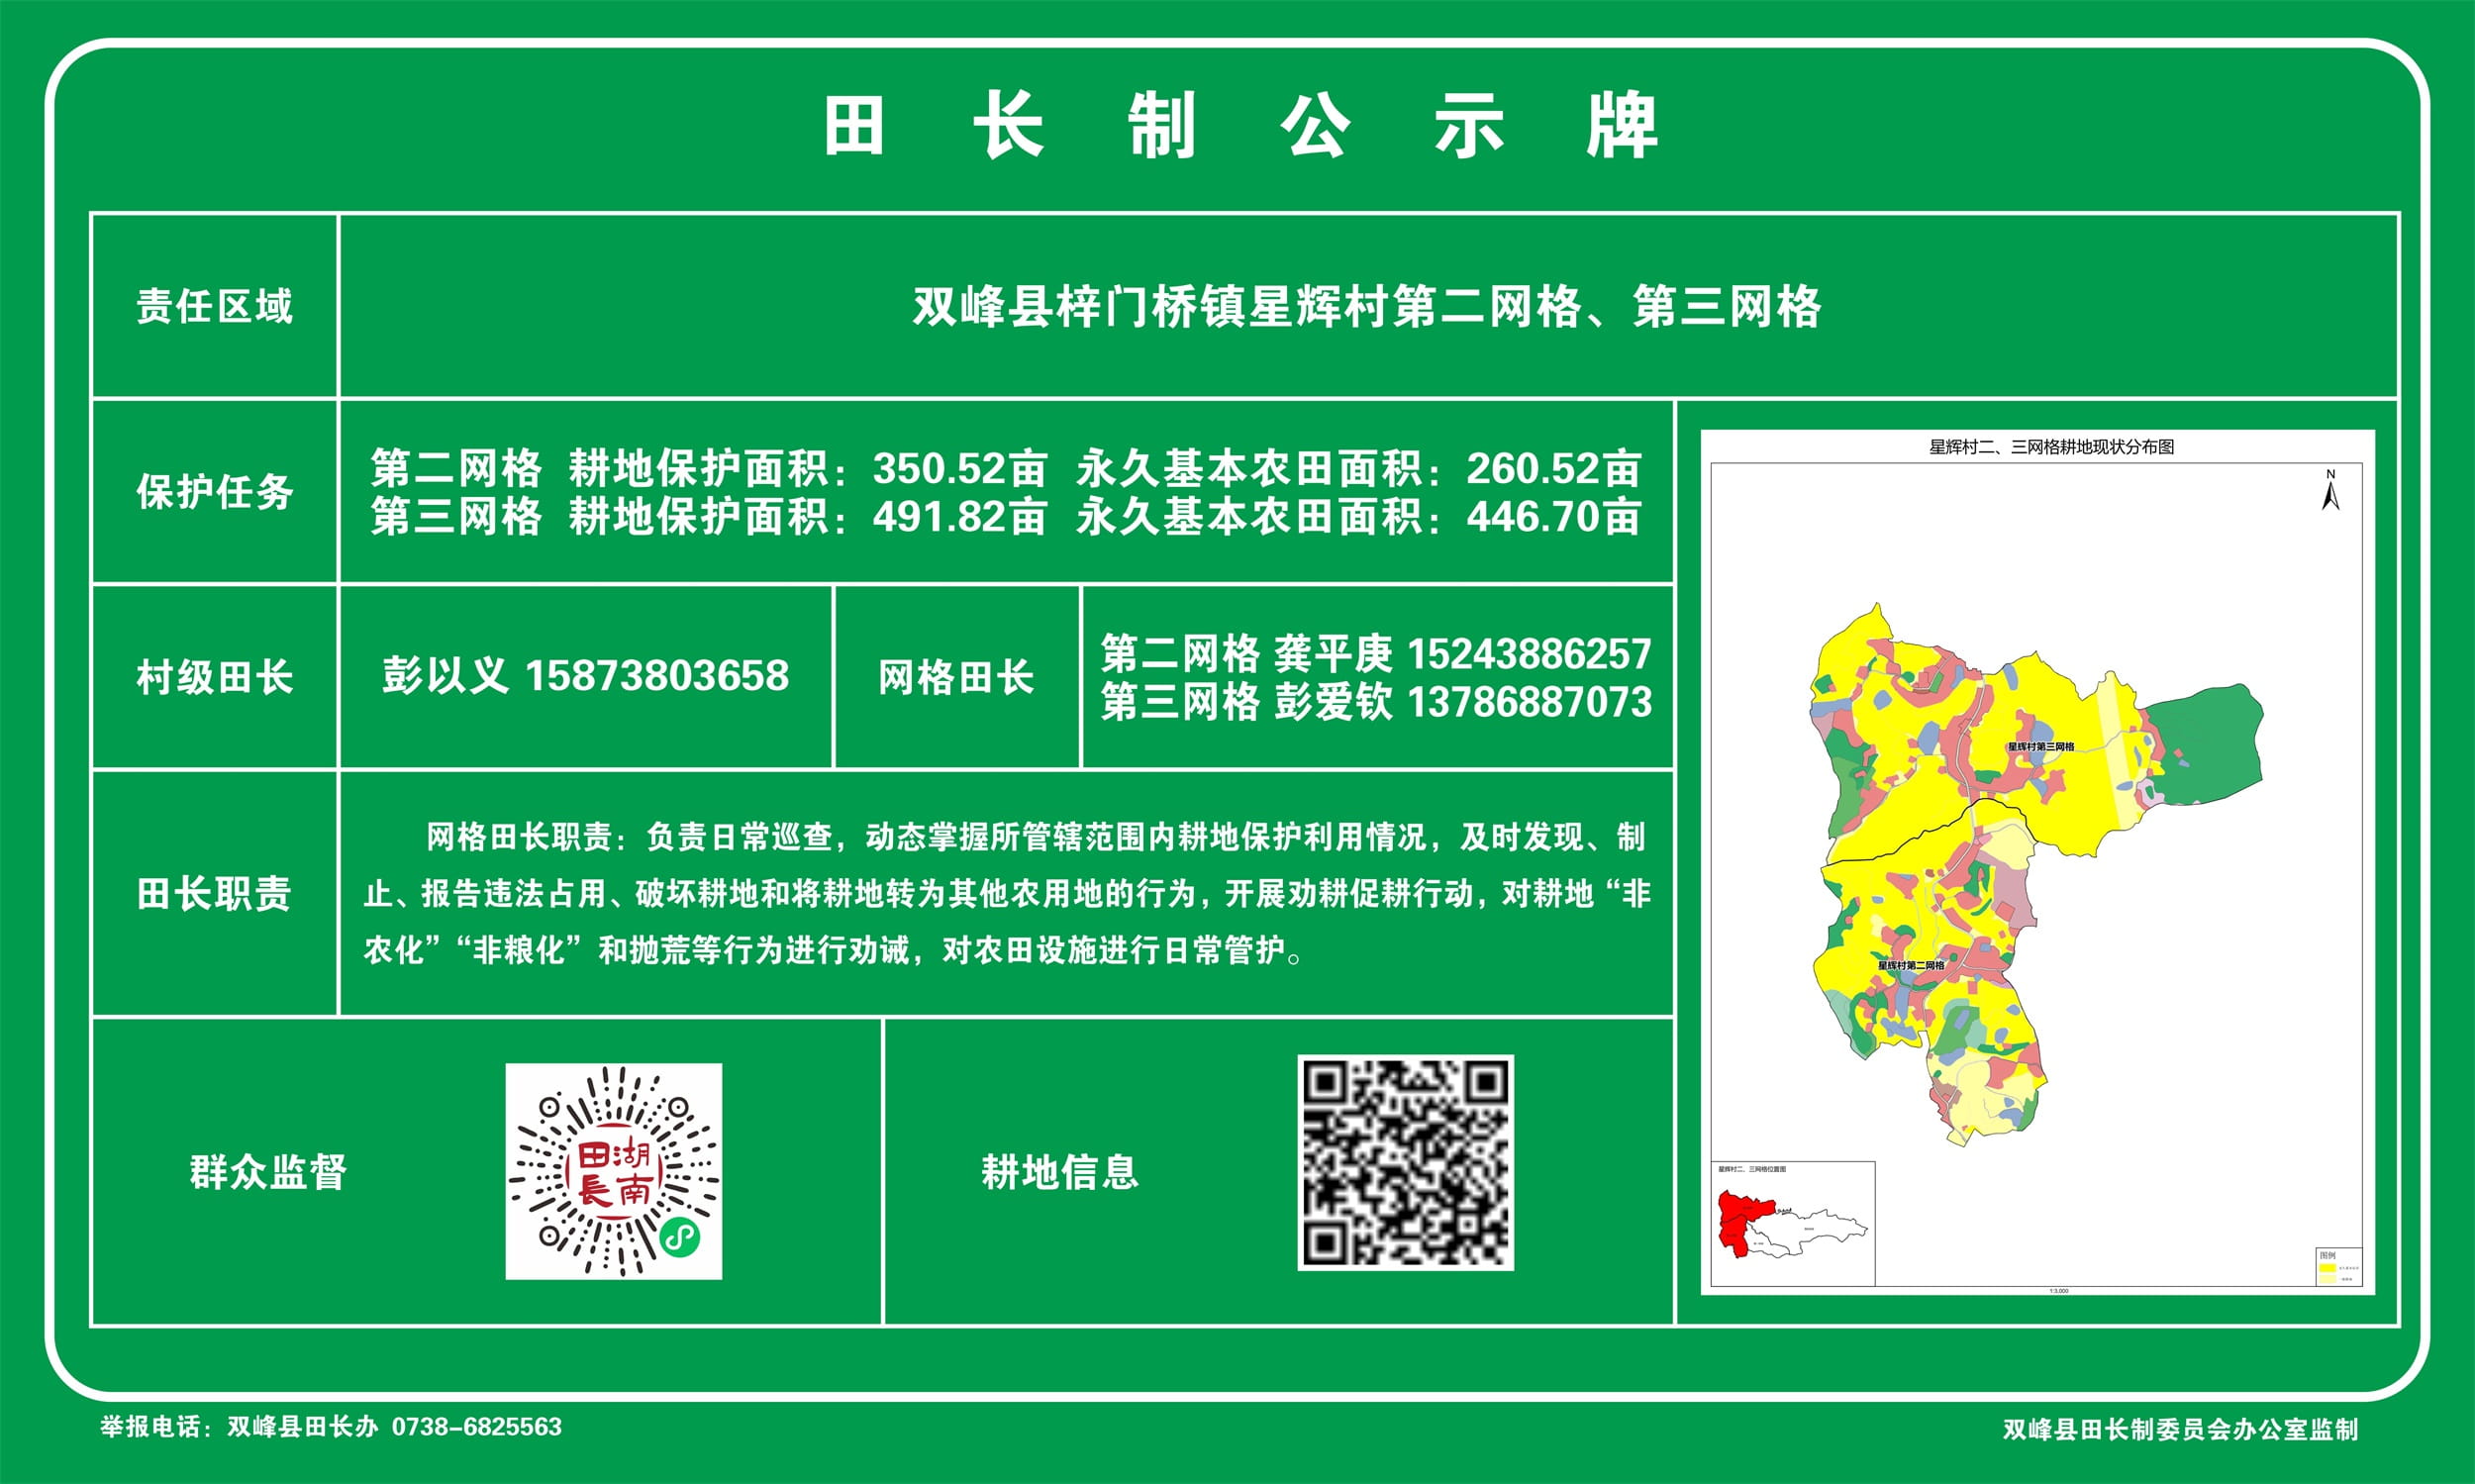 田长制公示牌
责任区域
双峰县梓门桥镇星辉村第二网格、第三网格
保护任务
第二网格 耕地保护面积：350.52亩 永久基本农田面积：260.52亩
第三网格 耕地保护面积：491.82亩 永久基本农田面积：446.70亩
村级田长
彭以义 15873803658
网格田长
第二网格 龚平庚 15243886257
第三网格 彭爱钦 13786887073
田长职责
网格田长职责：负责日常巡查，动态掌握所管辖范围内耕地保护利用情况，及时发现、制
止、报告违法占用、破坏耕地和将耕地转为其他农用地的行为，开展劝耕促耕行动，对耕地“非
农化”“非粮化”和抛荒等行为进行劝诫，对农田设施进行日常管护。
群众监督
田湖
長南
耕地信息
星辉村二、三网格耕地现状分布图
N
星辉村第三网格
星辉村第二网格
星辉村二、三网格位置图
图例
1:3,000
举报电话：双峰县田长办 0738-6825563
双峰县田长制委员会办公室监制